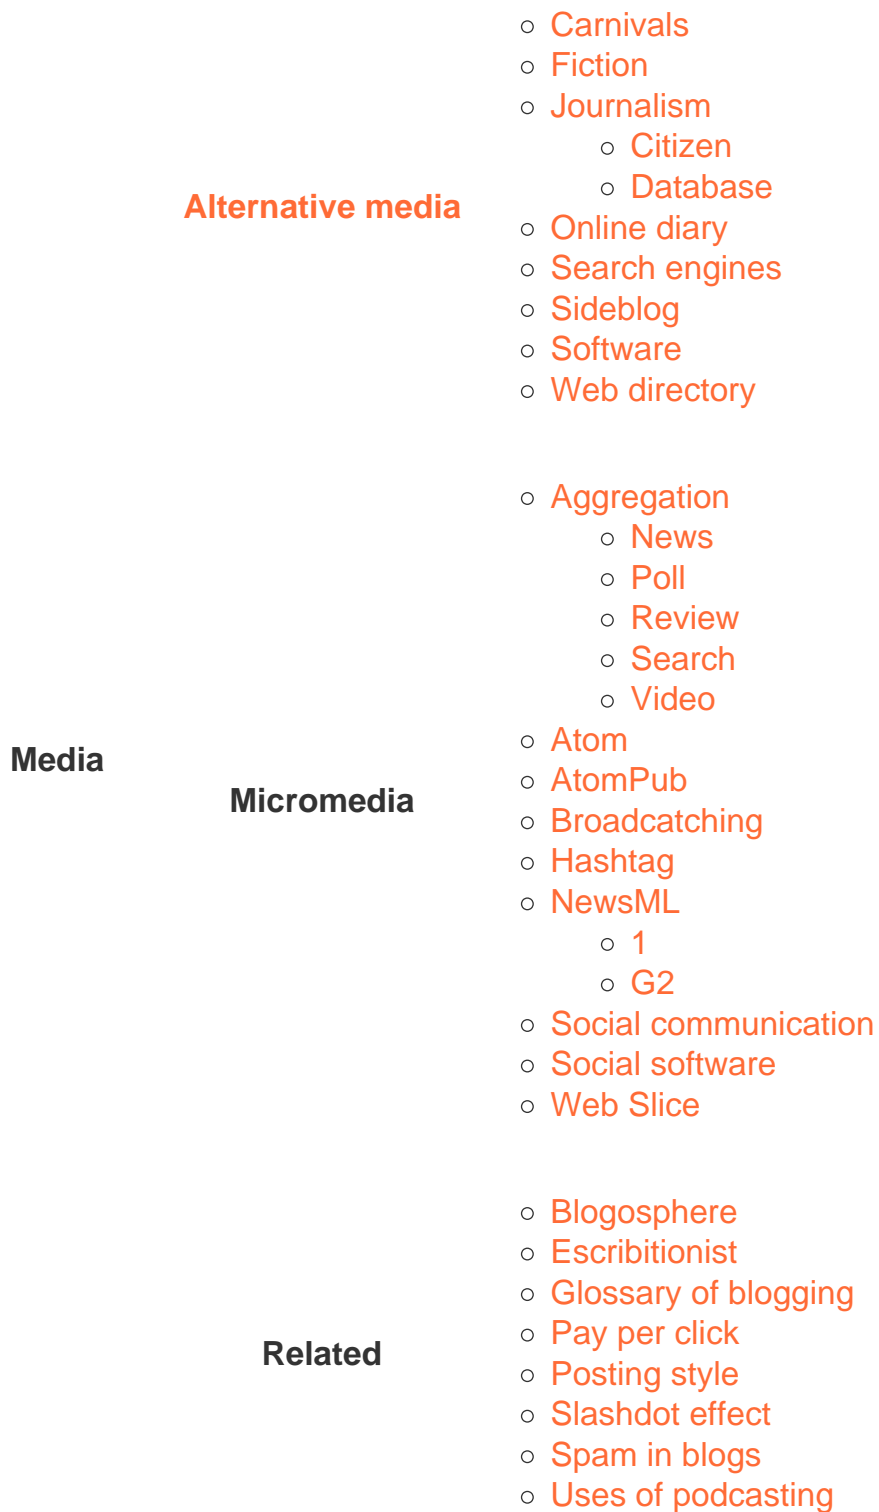 Media
Alternative media
Carnivals
Fiction
Journalism
Citizen
Database
Online diary
Search engines
Sideblog
Software
Web directory
Micromedia
Aggregation
News
Poll
Review
Search
Video
Atom
AtomPub
Broadcatching
Hashtag
NewsML
1
G2
Social communication
Social software
Web Slice
Related
Blogosphere
Escribitionist
Glossary of blogging
Pay per click
Posting style
Slashdot effect
Spam in blogs
Uses of podcasting